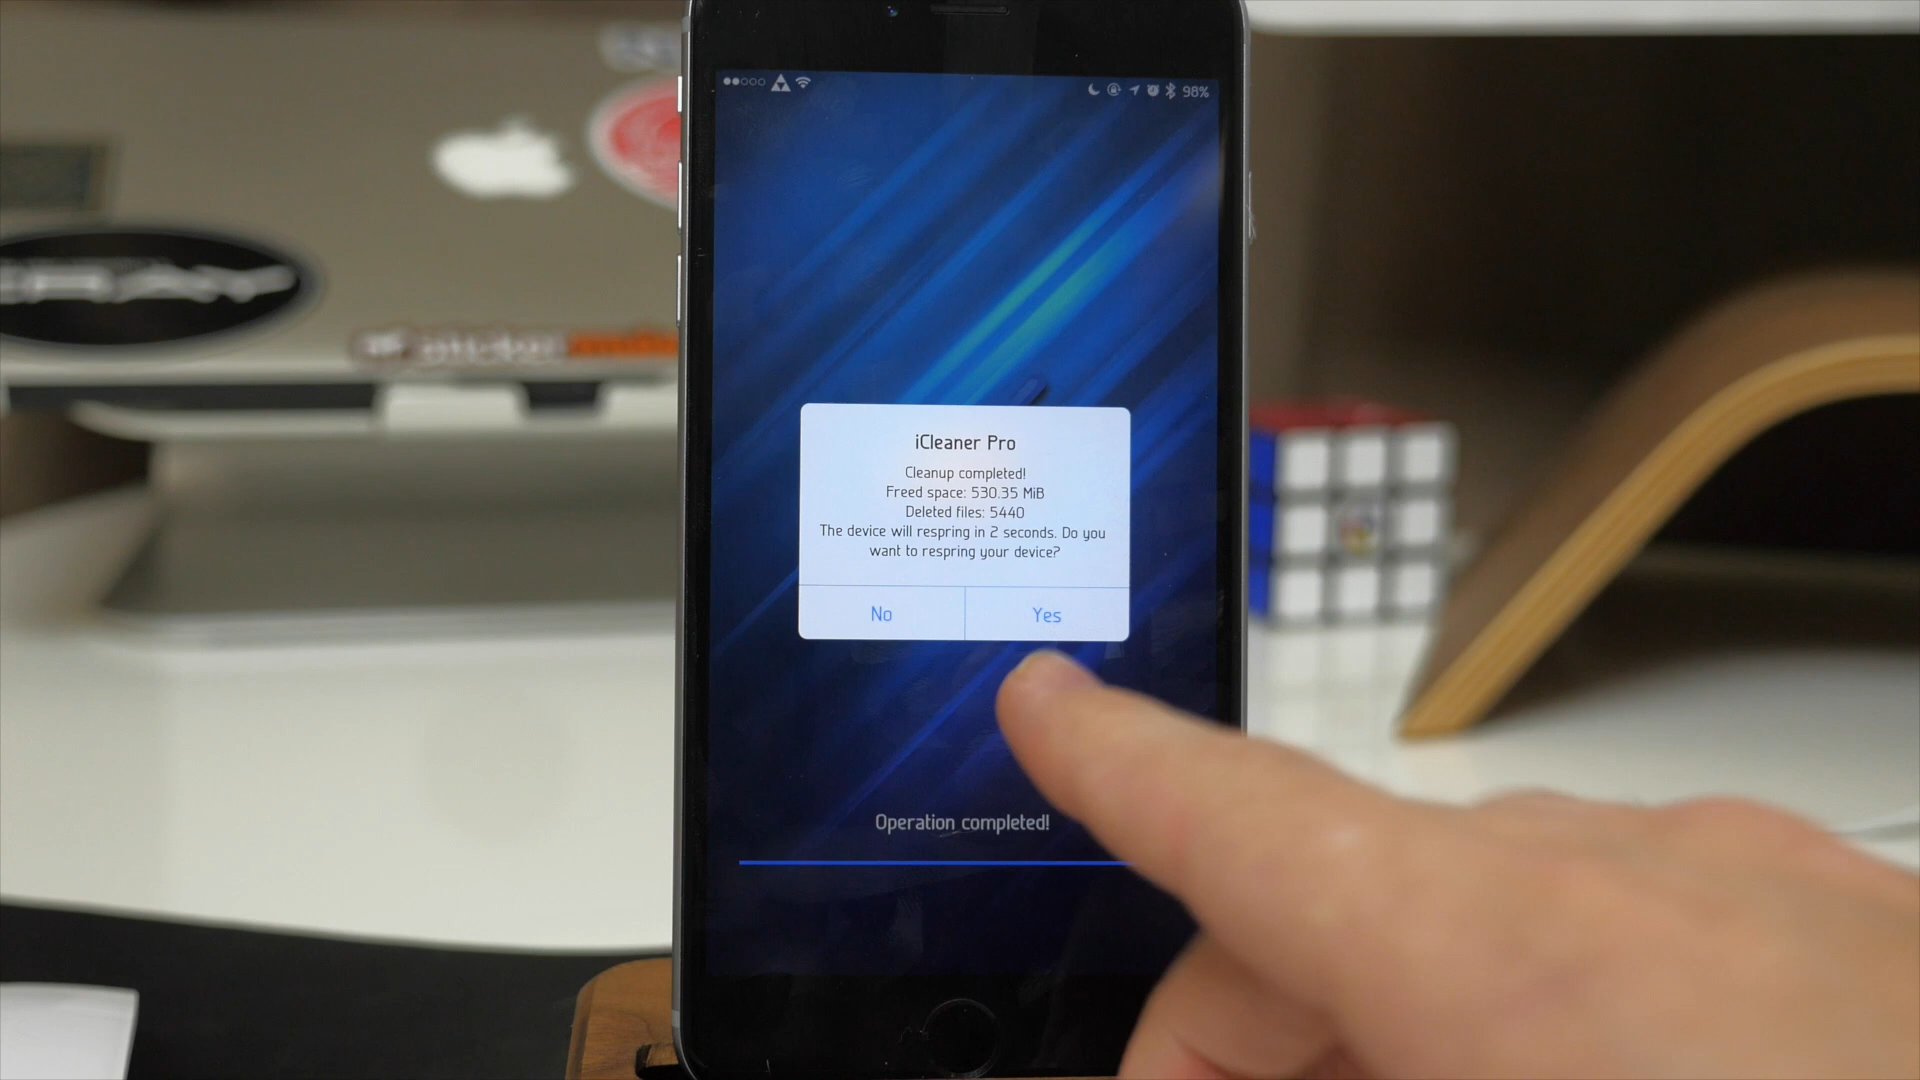 98%
iCleaner Pro
Cleanup completed!
Freed space: 530.35 MiB
Deleted files: 5440
The device will respring in 2 seconds. Do you
want to respring your device?
No
Yes
Operation completed!